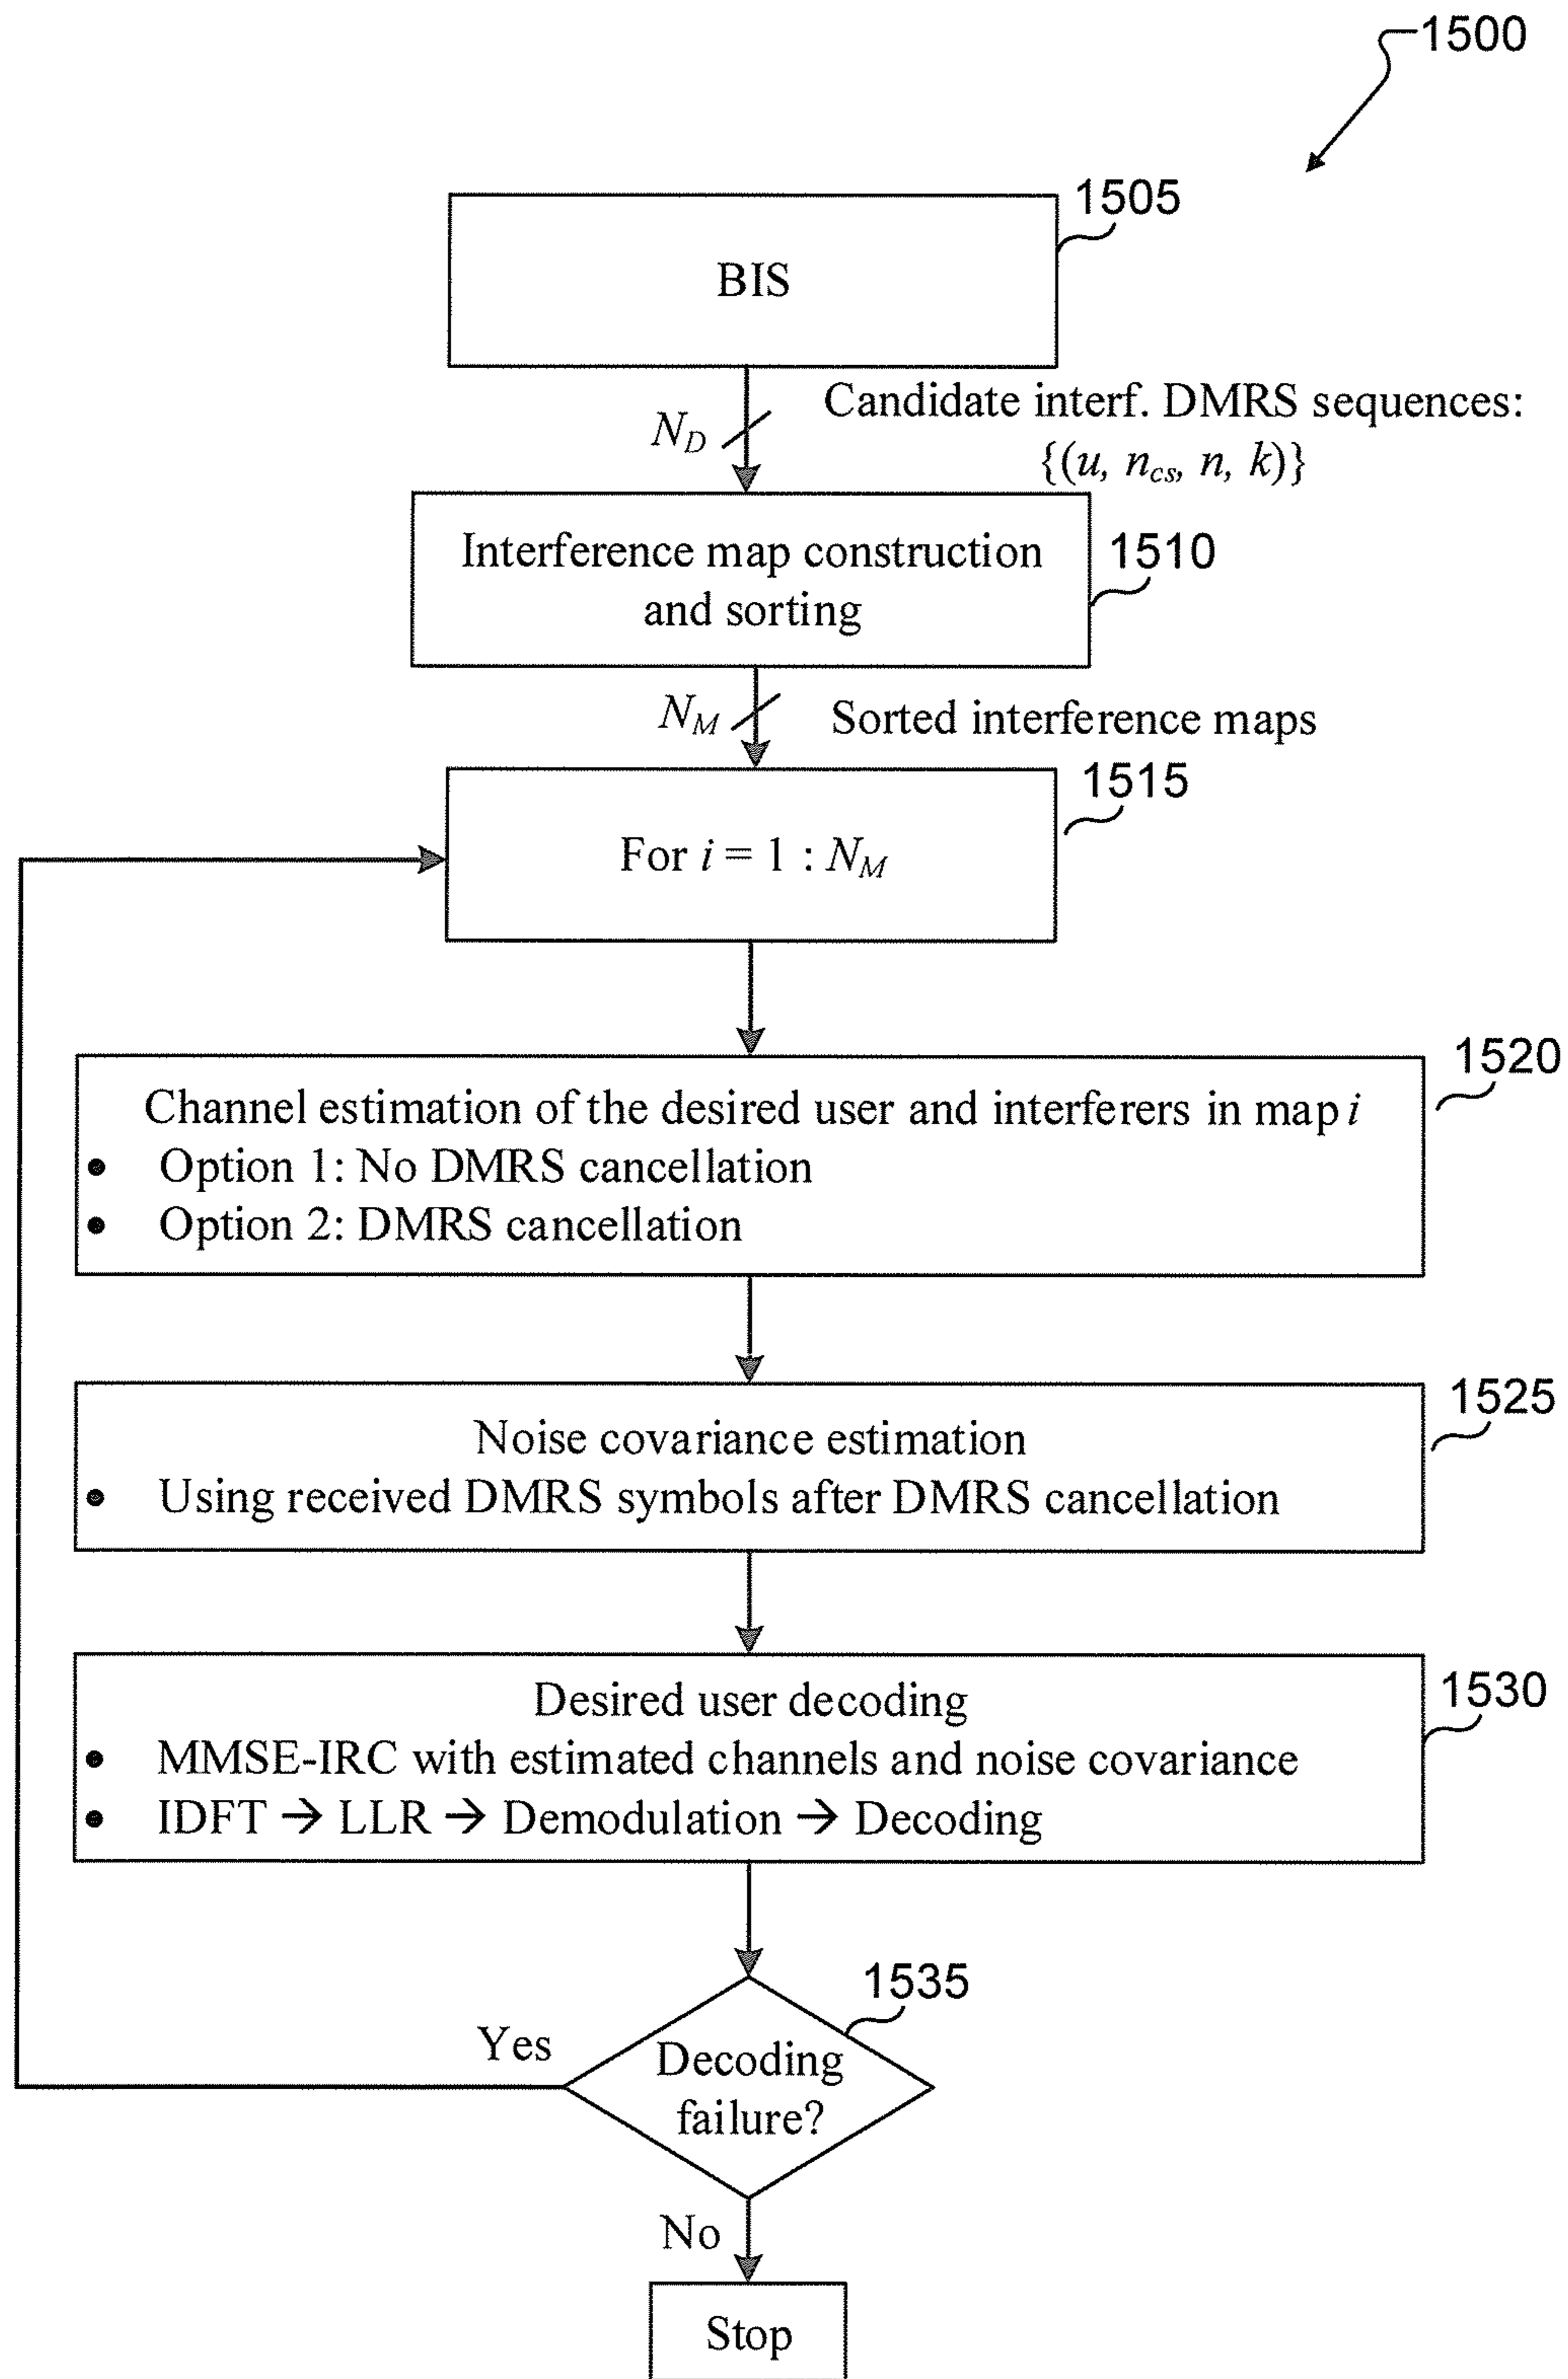 1500
1505
BIS
N_D
Candidate interf. DMRS sequences:
{(u, n_cs, n, k)}
Interference map construction
and sorting
1510
N_M
Sorted interference maps
1515
For i = 1 : N_M
1520
Channel estimation of the desired user and interferers in map i
• Option 1: No DMRS cancellation
• Option 2: DMRS cancellation
1525
Noise covariance estimation
• Using received DMRS symbols after DMRS cancellation
1530
Desired user decoding
• MMSE-IRC with estimated channels and noise covariance
• IDFT → LLR → Demodulation → Decoding
1535
Yes
Decoding
failure?
No
Stop